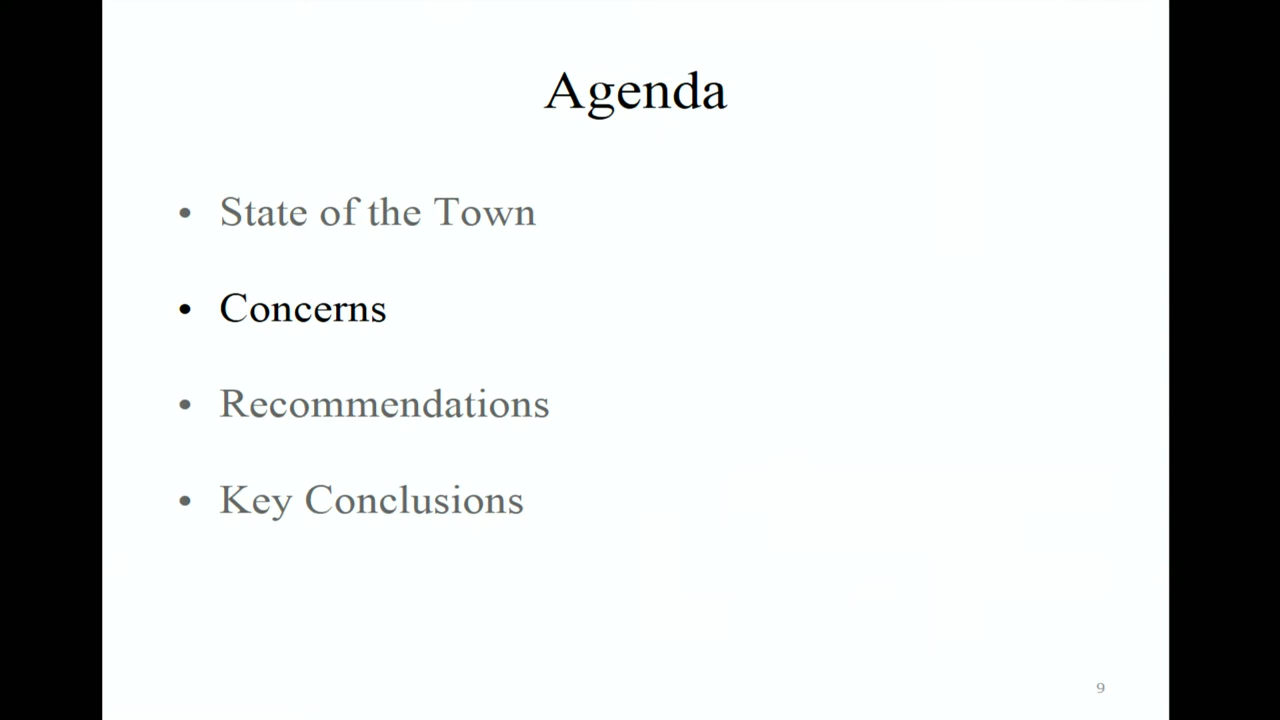 Agenda
• State of the Town
• Concerns
• Recommendations
• Key Conclusions
9